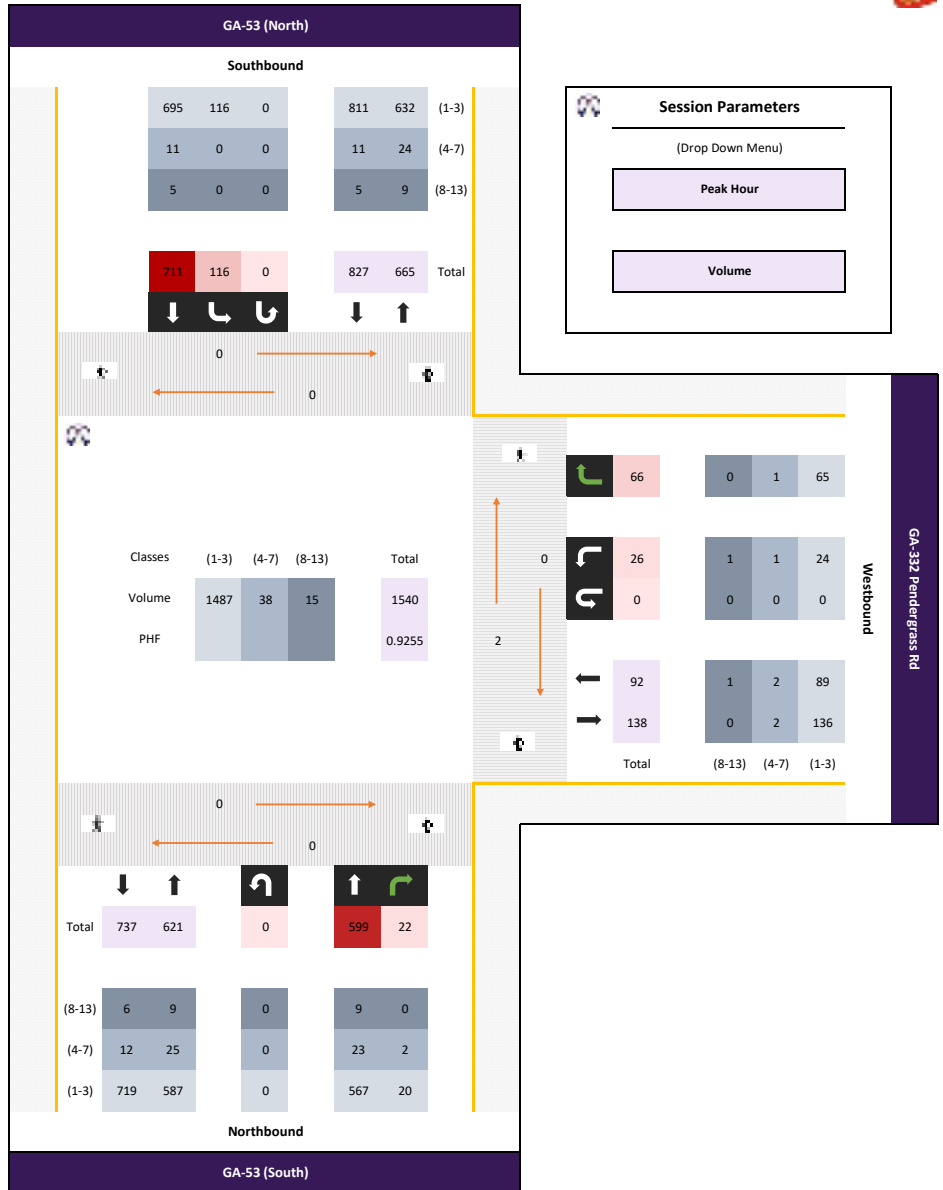 GA-53 (North)
Southbound
695 116 0 811 632 (1-3)
11 0 0 11 24 (4-7)
5 0 0 5 9 (8-13)
711 116 0 827 665 Total
0
0
Session Parameters
(Drop Down Menu)
Peak Hour
Volume
66 0 1 65
0 26 1 1 24
0 0 0 0
2
92 1 2 89
138 0 2 136
Total (8-13) (4-7) (1-3)
Westbound
GA-332 Pendergrass Rd
Classes (1-3) (4-7) (8-13) Total
Volume 1487 38 15 1540
PHF 0.9255
0
0
Total 737 621 0 599 22
(8-13) 6 9 0 9 0
(4-7) 12 25 0 23 2
(1-3) 719 587 0 567 20
Northbound
GA-53 (South)